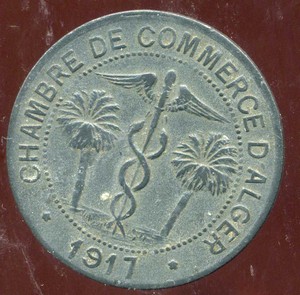 CHAMBRE DE COMMERCE D'ALGER
* 1917 *